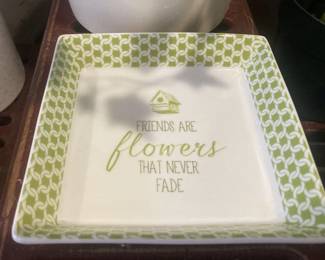 FRIENDS ARE
flowers
THAT NEVER
FADE